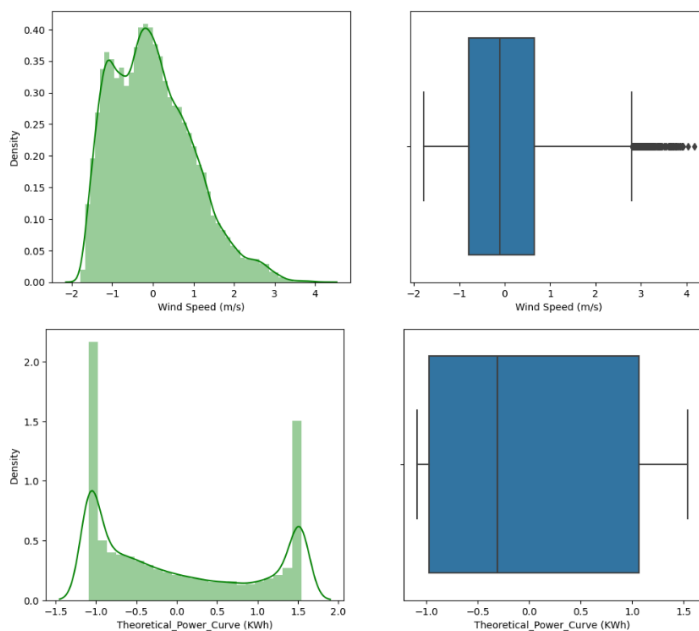 0.40
0.35
0.30
0.25
0.20
0.15
0.10
0.05
0.00
Density
−2 −1 0 1 2 3 4
Wind Speed (m/s)
−2 −1 0 1 2 3 4
Wind Speed (m/s)
2.0
1.5
1.0
0.5
0.0
Density
−1.5 −1.0 −0.5 0.0 0.5 1.0 1.5 2.0
Theoretical_Power_Curve (KWh)
−1.0 −0.5 0.0 0.5 1.0 1.5
Theoretical_Power_Curve (KWh)